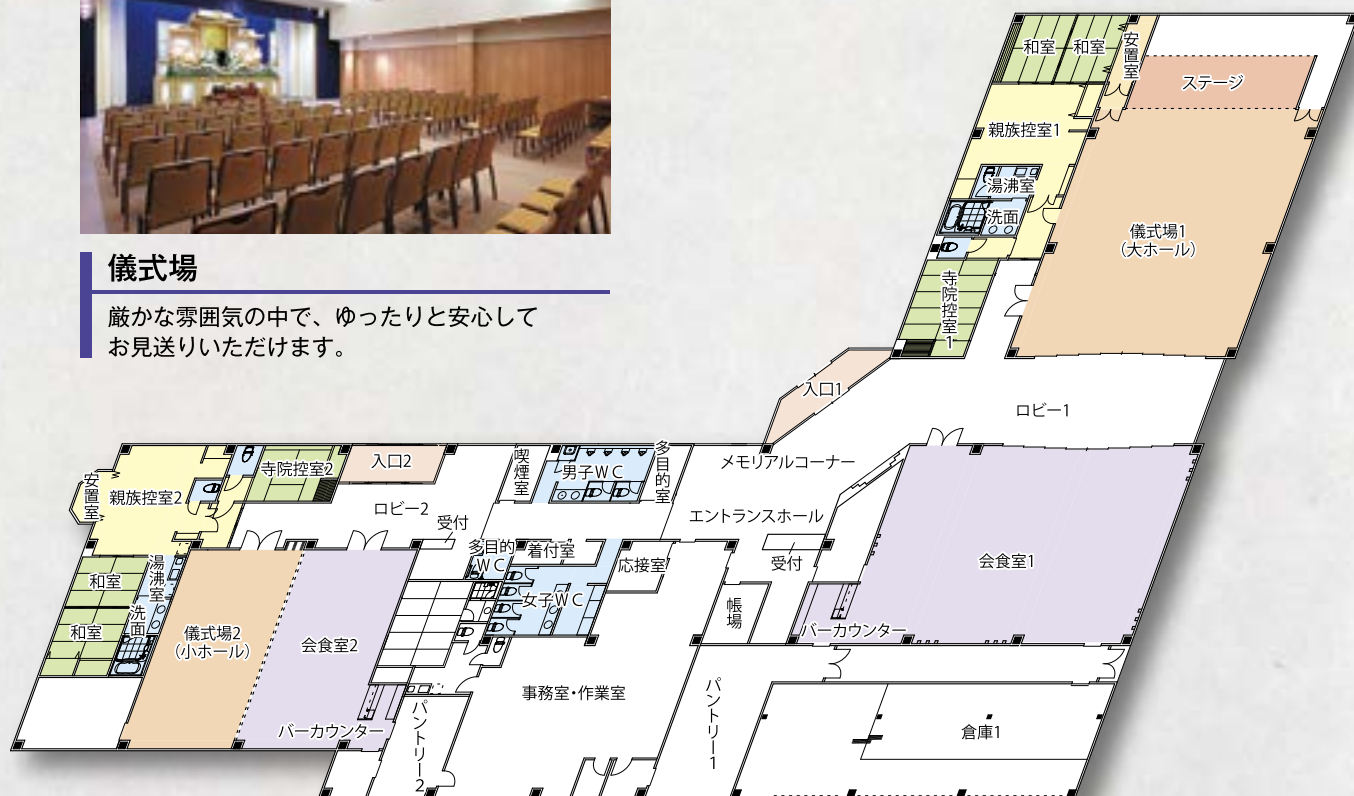 儀式場
厳かな雰囲気の中で、ゆったりと安心して
お見送りいただけます。
和室
和室
安置室
ステージ
親族控室1
湯沸室
洗面
儀式場1
(大ホール)
寺院控室1
入口1
ロビー1
安置室
親族控室2
寺院控室2
入口2
ロビー2
受付
喫煙室
男子WC
多目的室
メモリアルコーナー
エントランスホール
受付
会食室1
多目的
WC
着付室
応接室
女子WC
帳場
バーカウンター
和室
湯沸室
和室
洗面
儀式場2
(小ホール)
会食室2
バーカウンター
事務室・作業室
パントリー2
パントリー1
倉庫1